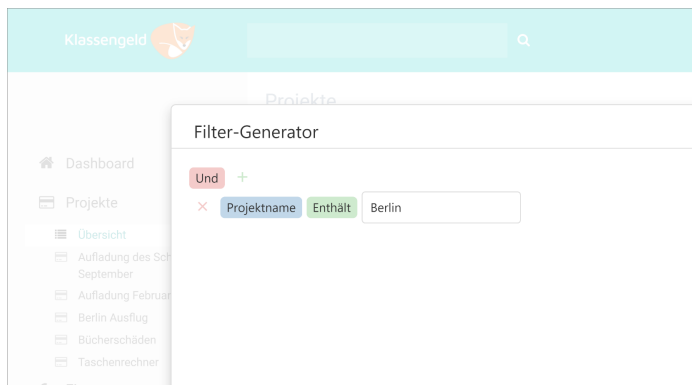 Klassengeld
Projekte
Filter-Generator
Dashboard
Und +
Projekte
× Projektname Enthält Berlin
Übersicht
Aufladung des Sch
September
Aufladung Februar
Berlin Ausflug
Bücherschäden
Taschenrechner